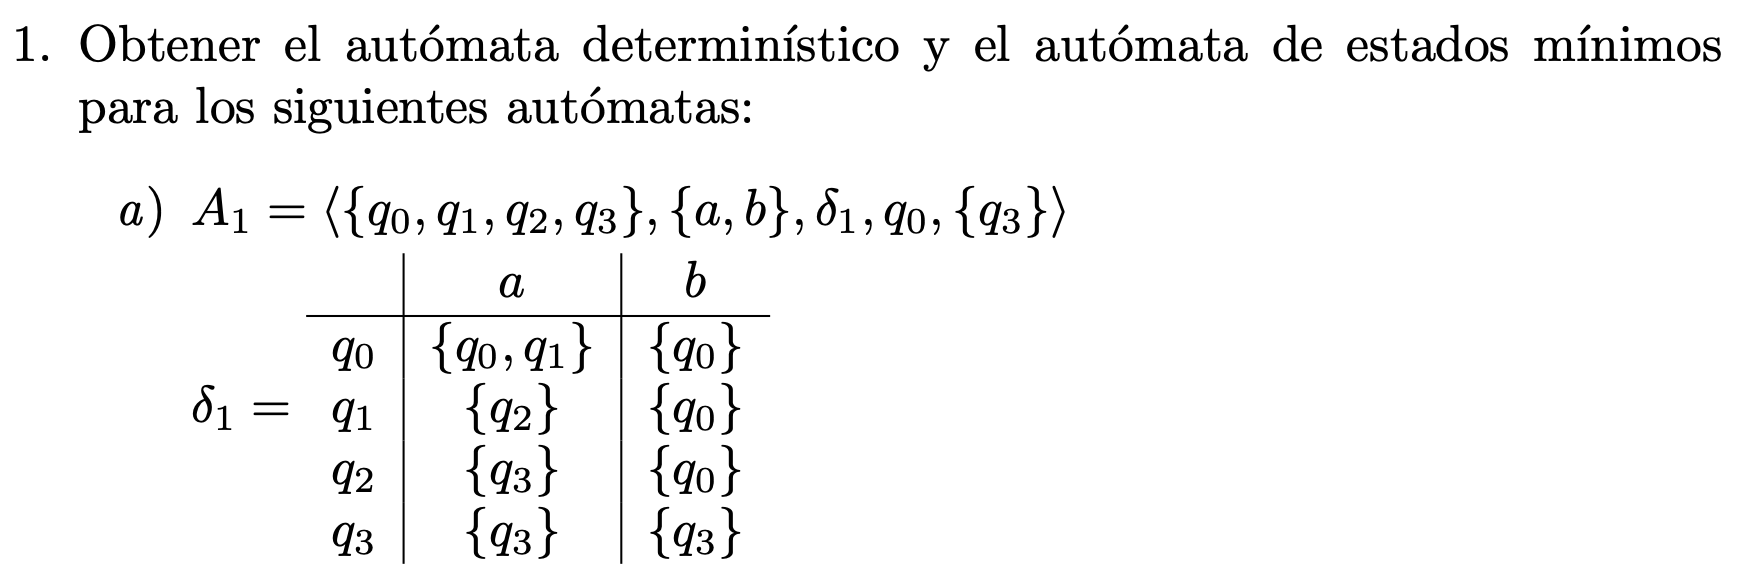 1. Obtener el autómata determinístico y el autómata de estados mínimos
para los siguientes autómatas:
a) A₁ = ⟨{q₀, q₁, q₂, q₃}, {a, b}, δ₁, q₀, {q₃}⟩
a b
q₀ {q₀, q₁} {q₀}
δ₁ = q₁ {q₂} {q₀}
q₂ {q₃} {q₀}
q₃ {q₃} {q₃}